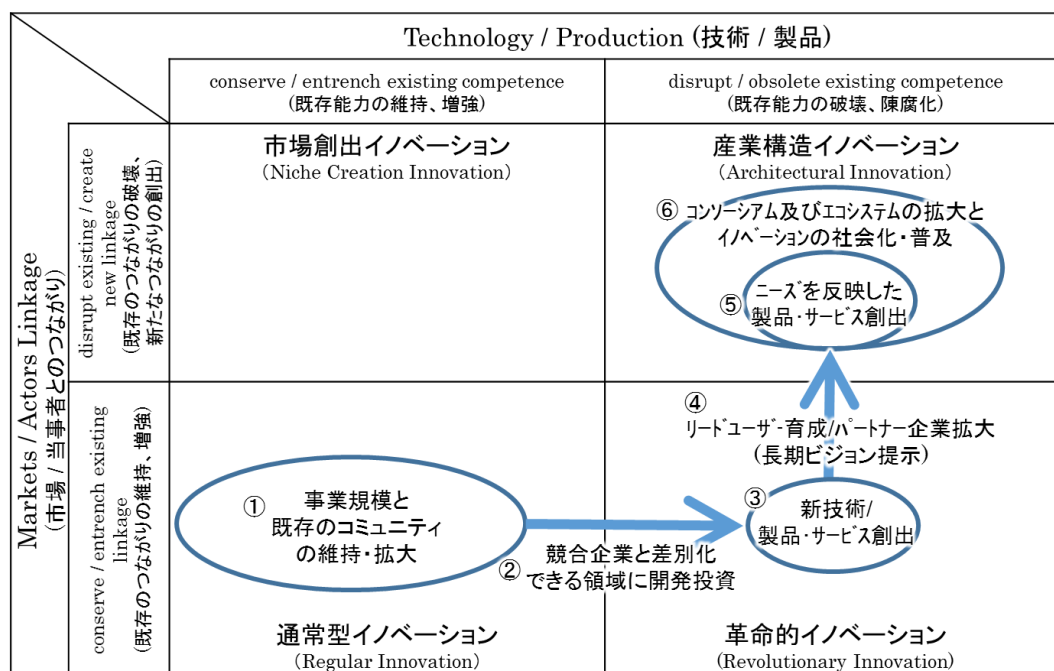 Technology / Production (技術 / 製品)
conserve / entrench existing competence
(既存能力の維持、増強)
disrupt / obsolete existing competence
(既存能力の破壊、陳腐化)
Markets / Actors Linkage
(市場 / 当事者とのつながり)
disrupt existing / create
new linkage
(既存のつながりの破壊、
新たなつながりの創出)
市場創出イノベーション
(Niche Creation Innovation)
産業構造イノベーション
(Architectural Innovation)
⑥ コンソーシアム及びエコシステムの拡大と
イノベーションの社会化・普及
⑤ ニーズを反映した
製品・サービス創出
conserve / entrench existing
linkage
(既存のつながりの維持、増強)
① 事業規模と
既存のコミュニティ
の維持・拡大
② 競合企業と差別化
できる領域に開発投資
④
リードユーザー育成/パートナー企業拡大
(長期ビジョン提示)
③ 新技術/
製品・サービス創出
通常型イノベーション
(Regular Innovation)
革命的イノベーション
(Revolutionary Innovation)